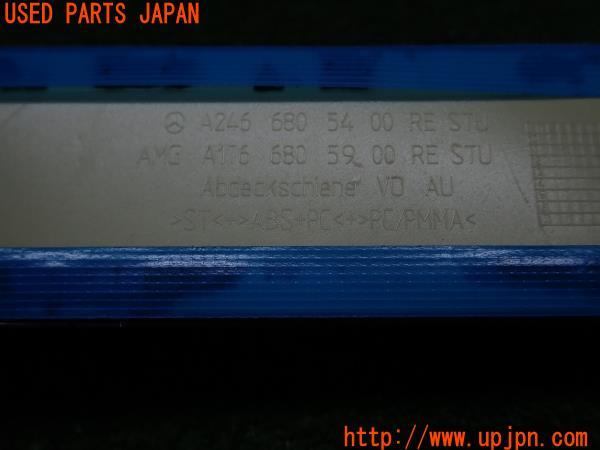 USED PARTS JAPAN
A246 680 54 00 RE STU
AMG A176 680 59 00 RE STU
Abdeckschiene VD AU
>ST<+>ABS+PC<+>PC/PMMA<
http://www.upjpn.com/